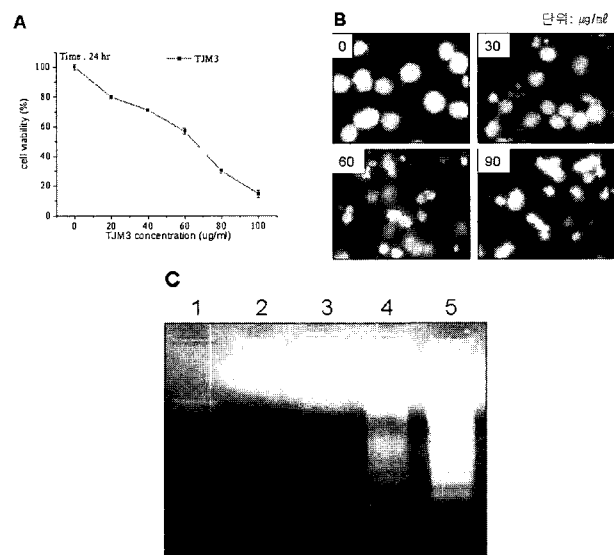 A
Time : 24 hr
TJM3
100
80
60
40
20
0
cell viability (%)
0 20 40 60 80 100
TJM3 concentration (ug/ml)
B
단위: μg/ml
0
30
60
90
C
1 2 3 4 5